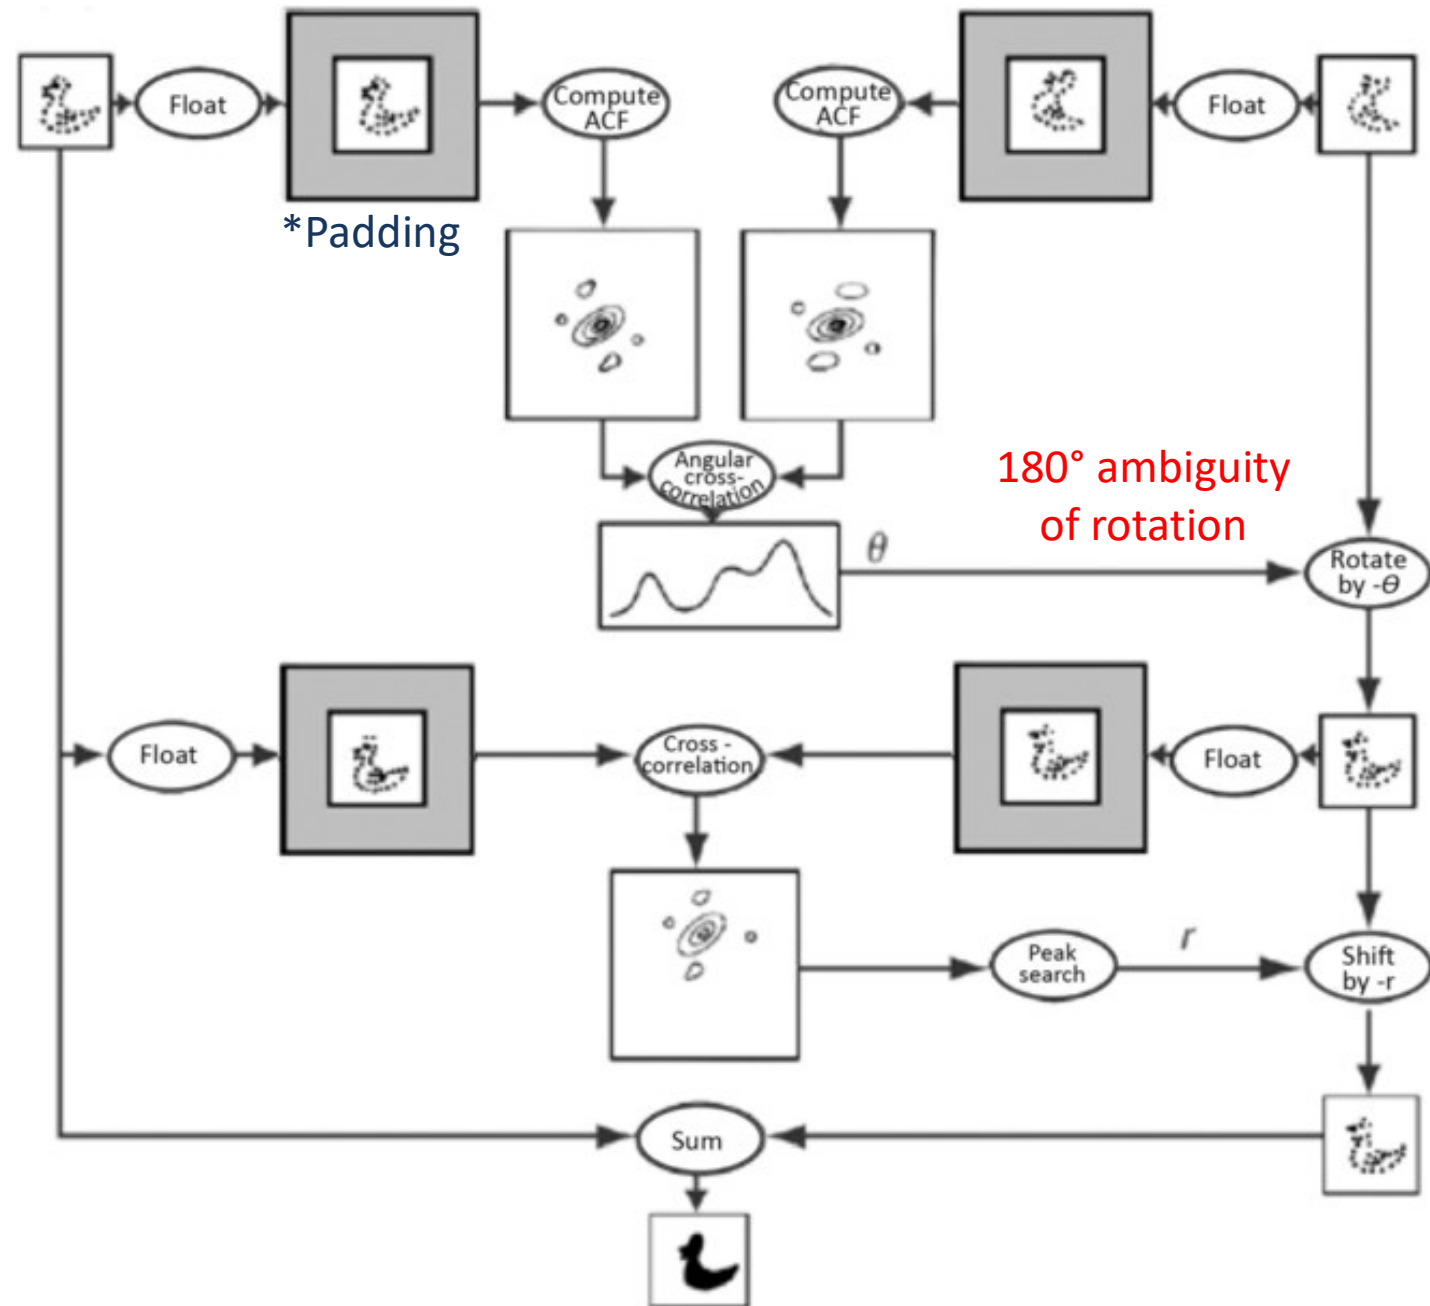 Float
Compute
ACF
Compute
ACF
Float
*Padding
Angular
cross-
correlation
180° ambiguity
of rotation
θ
Rotate
by -θ
Float
Cross -
correlation
Float
Peak
search
r
Shift
by -r
Sum